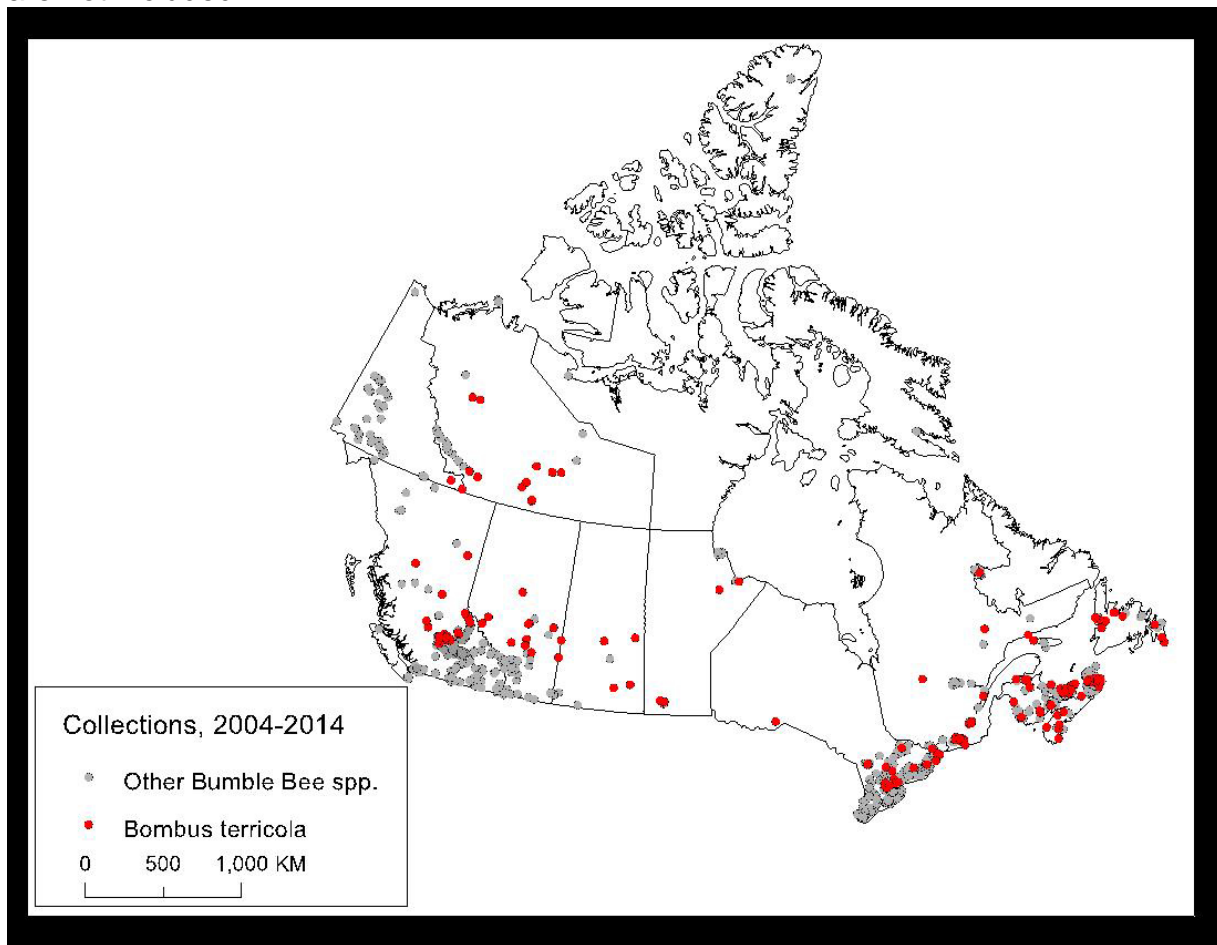 Collections, 2004-2014
Other Bumble Bee spp.
Bombus terricola
0 500 1,000 KM